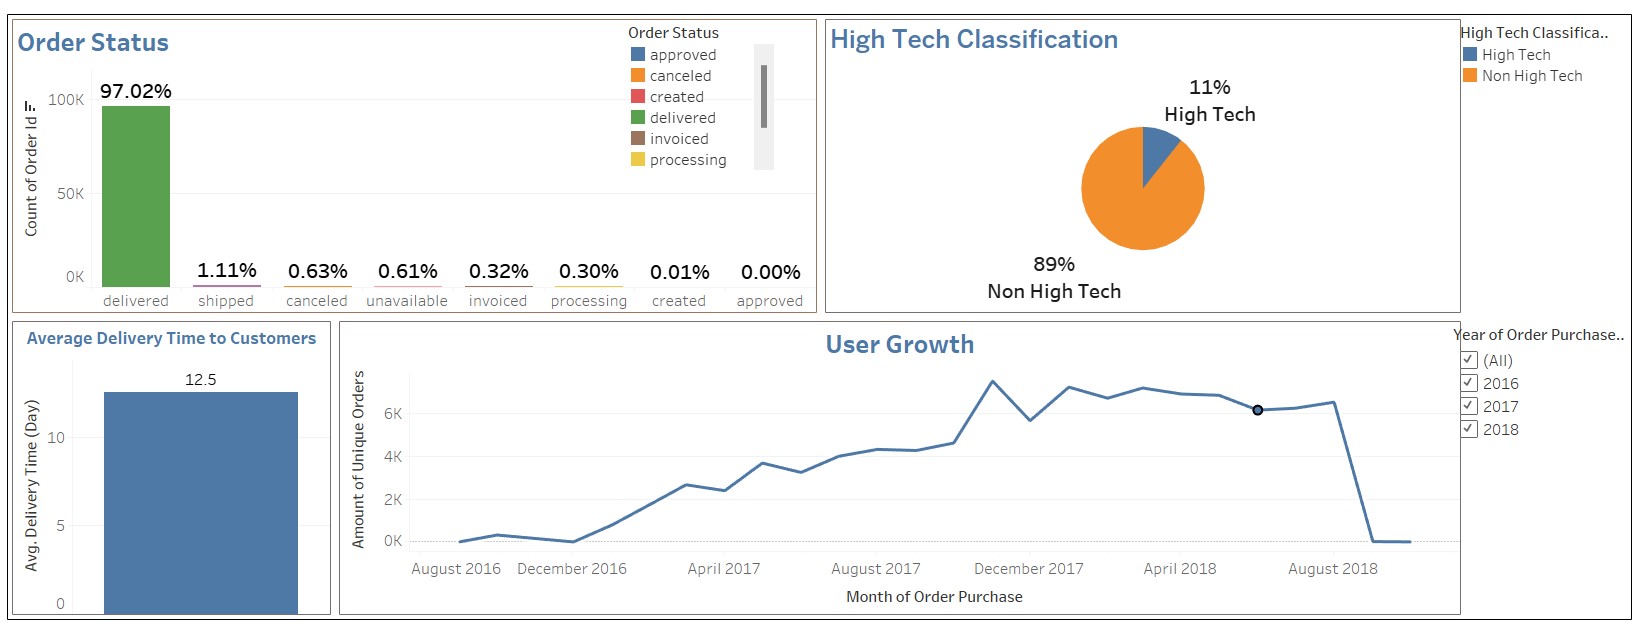 Order Status
Order Status
approved
canceled
created
delivered
invoiced
processing
Count of Order Id
100K
50K
0K
97.02%
1.11%
0.63%
0.61%
0.32%
0.30%
0.01%
0.00%
delivered
shipped
canceled
unavailable
invoiced
processing
created
approved
High Tech Classification
11%
High Tech
89%
Non High Tech
High Tech Classifica..
High Tech
Non High Tech
Average Delivery Time to Customers
12.5
Avg. Delivery Time (Day)
10
5
0
User Growth
Amount of Unique Orders
6K
4K
2K
0K
August 2016
December 2016
April 2017
August 2017
December 2017
April 2018
August 2018
Month of Order Purchase
Year of Order Purchase..
(All)
2016
2017
2018